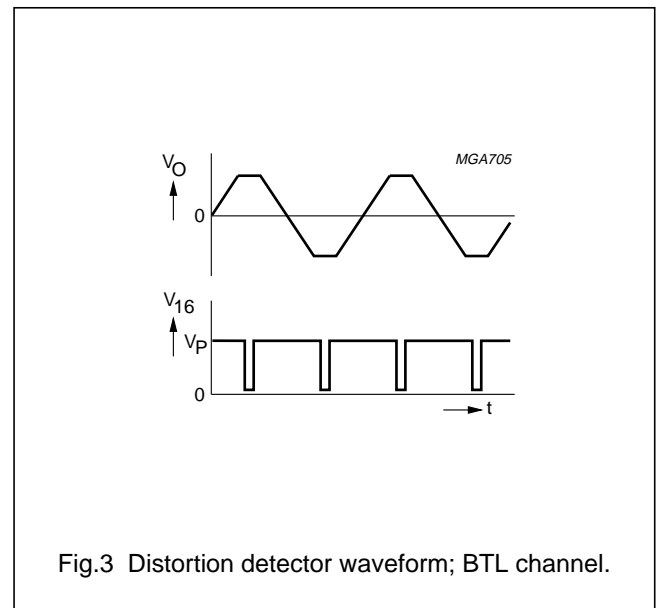 MGA705
VO
0
V16
VP
0
t
Fig.3 Distortion detector waveform; BTL channel.